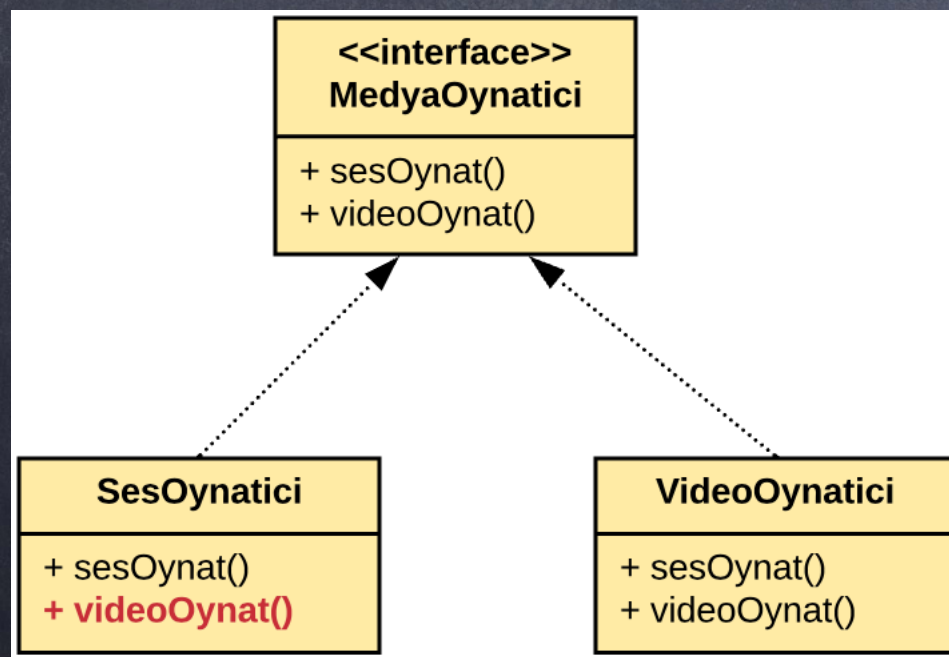 <<interface>>
MedyaOynatici
+ sesOynat()
+ videoOynat()
SesOynatici
+ sesOynat()
+ videoOynat()
VideoOynatici
+ sesOynat()
+ videoOynat()